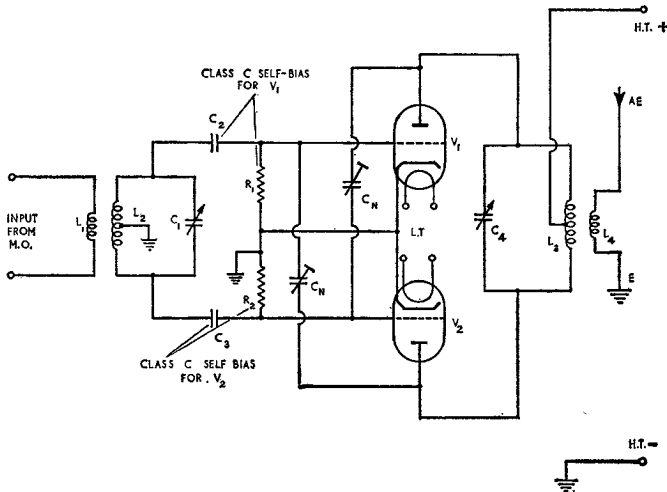 H.T.+
CLASS C SELF-BIAS
FOR V1
AE
C2
V1
R1
CN
INPUT
FROM
M.O.
L1
L2
C1
L.T
C4
L3
L4
CN
E
R2
C3
V2
CLASS C SELF BIAS
FOR . V2
H.T.-